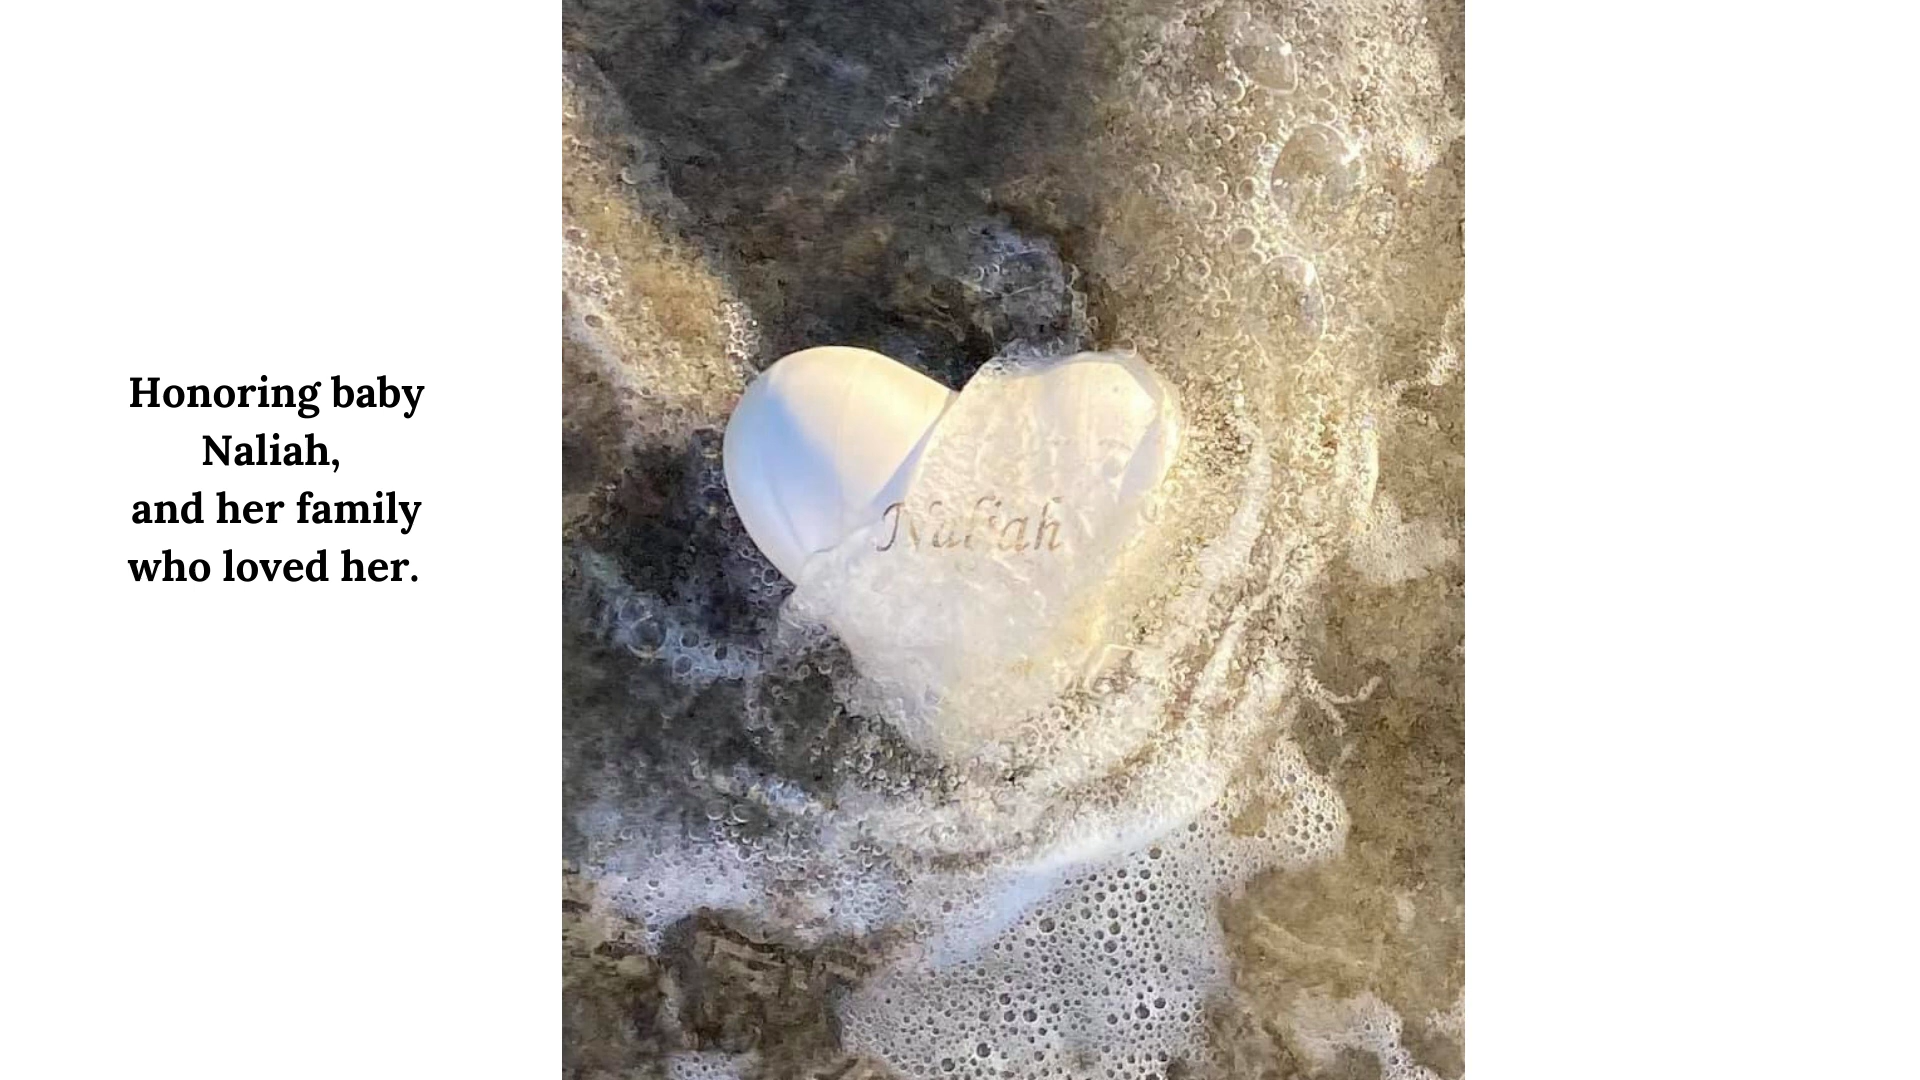 Honoring baby
Naliah,
and her family
who loved her.
Naliah